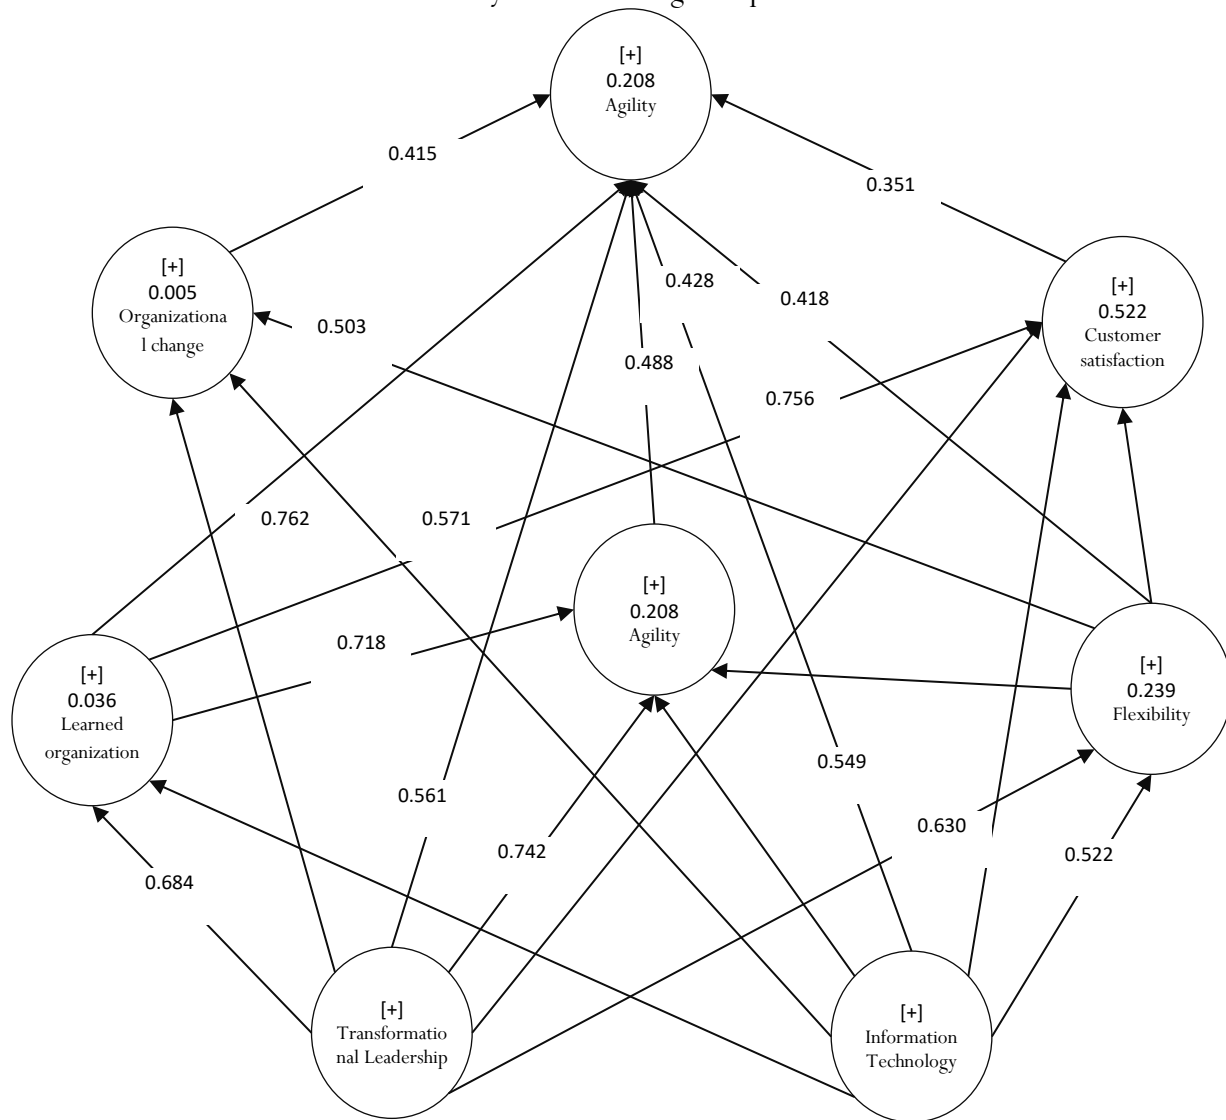 [+]
0.208
Agility
0.415
0.351
[+]
0.005
Organizationa
l change
[+]
0.522
Customer
satisfaction
0.428
0.418
0.503
0.488
0.756
0.762
0.571
[+]
0.208
Agility
0.718
[+]
0.036
Learned
organization
[+]
0.239
Flexibility
0.549
0.561
0.630
0.742
0.522
0.684
[+]
Transformatio
nal Leadership
[+]
Information
Technology